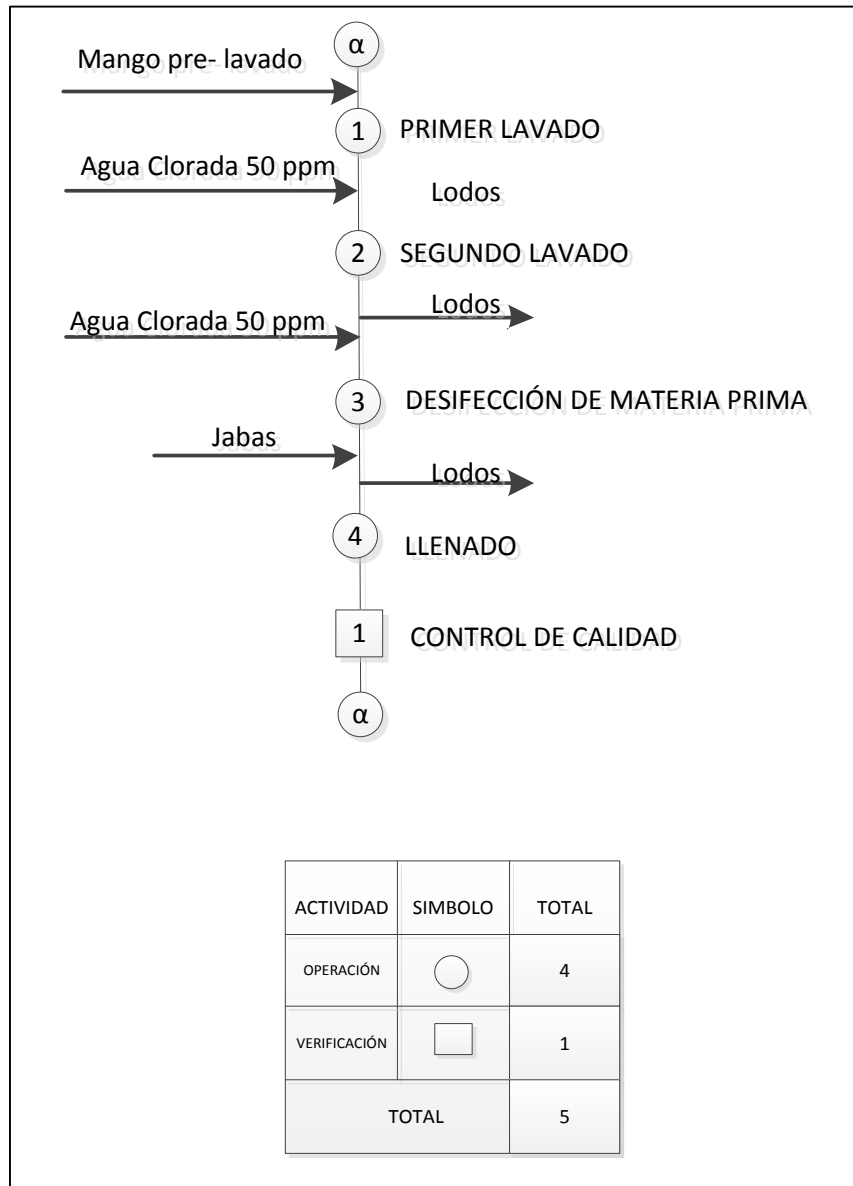 α
Mango pre- lavado
1 PRIMER LAVADO
Agua Clorada 50 ppm
Lodos
2 SEGUNDO LAVADO
Lodos
Agua Clorada 50 ppm
3 DESIFECCIÓN DE MATERIA PRIMA
Jabas
Lodos
4 LLENADO
1 CONTROL DE CALIDAD
α
ACTIVIDAD SIMBOLO TOTAL
OPERACIÓN 4
VERIFICACIÓN 1
TOTAL 5